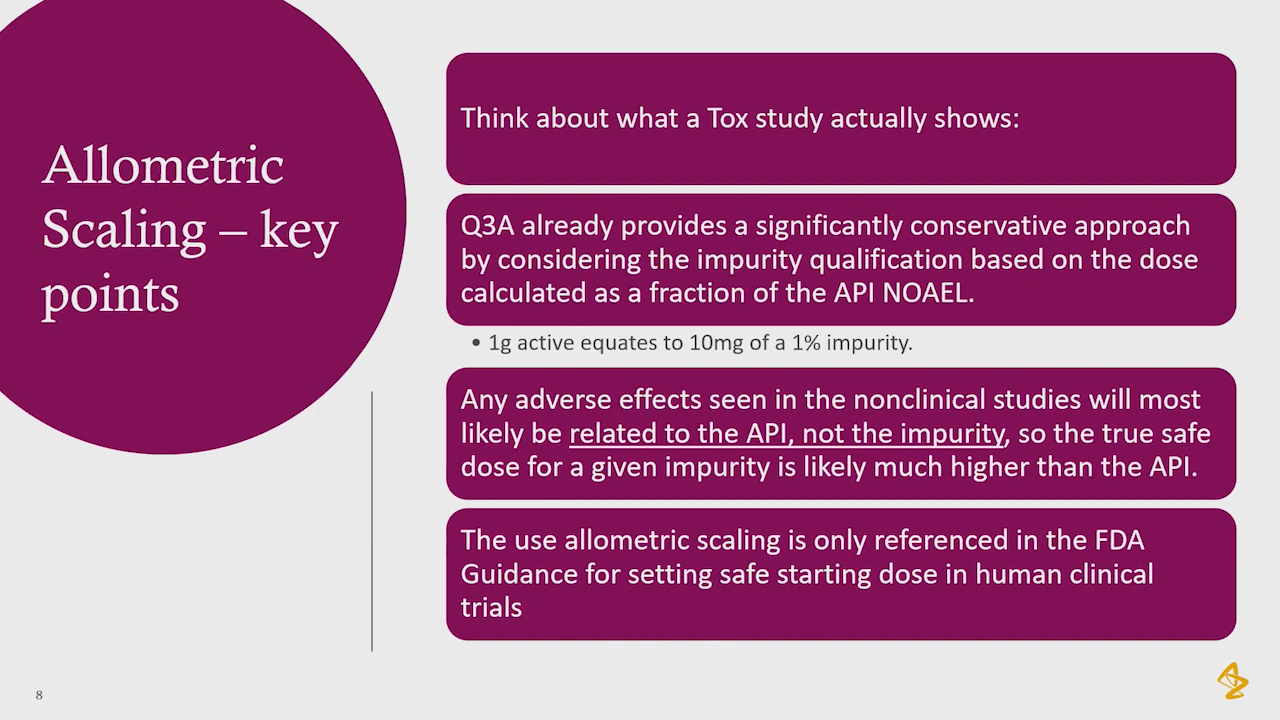 Allometric
Scaling – key
points
Think about what a Tox study actually shows:
Q3A already provides a significantly conservative approach
by considering the impurity qualification based on the dose
calculated as a fraction of the API NOAEL.
• 1g active equates to 10mg of a 1% impurity.
Any adverse effects seen in the nonclinical studies will most
likely be related to the API, not the impurity, so the true safe
dose for a given impurity is likely much higher than the API.
The use allometric scaling is only referenced in the FDA
Guidance for setting safe starting dose in human clinical
trials
8